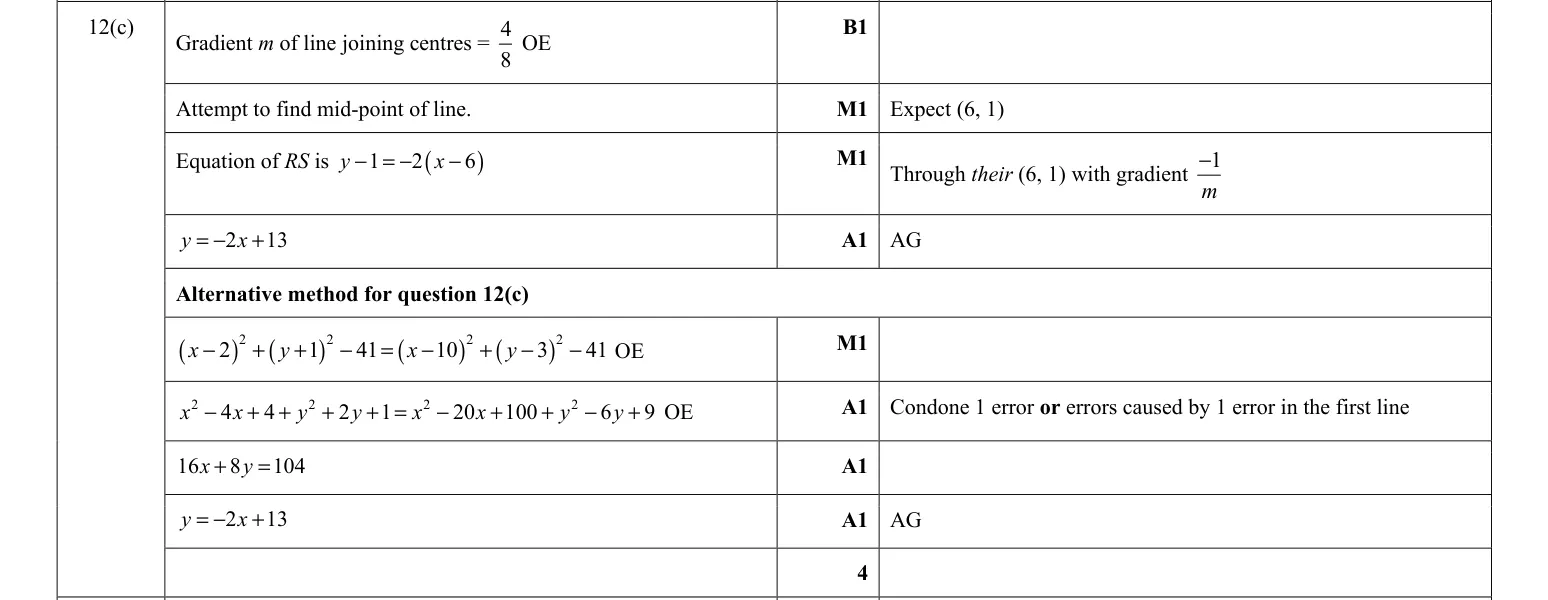 12(c)
Gradient m of line joining centres = 4/8 OE B1
Attempt to find mid-point of line. M1 Expect (6, 1)
Equation of RS is y−1=−2(x−6) M1 Through their (6, 1) with gradient −1/m
y=−2x+13 A1 AG
Alternative method for question 12(c)
(x−2)²+(y+1)²−41=(x−10)²+(y−3)²−41 OE M1
x²−4x+4+y²+2y+1=x²−20x+100+y²−6y+9 OE A1 Condone 1 error or errors caused by 1 error in the first line
16x+8y=104 A1
y=−2x+13 A1 AG
4